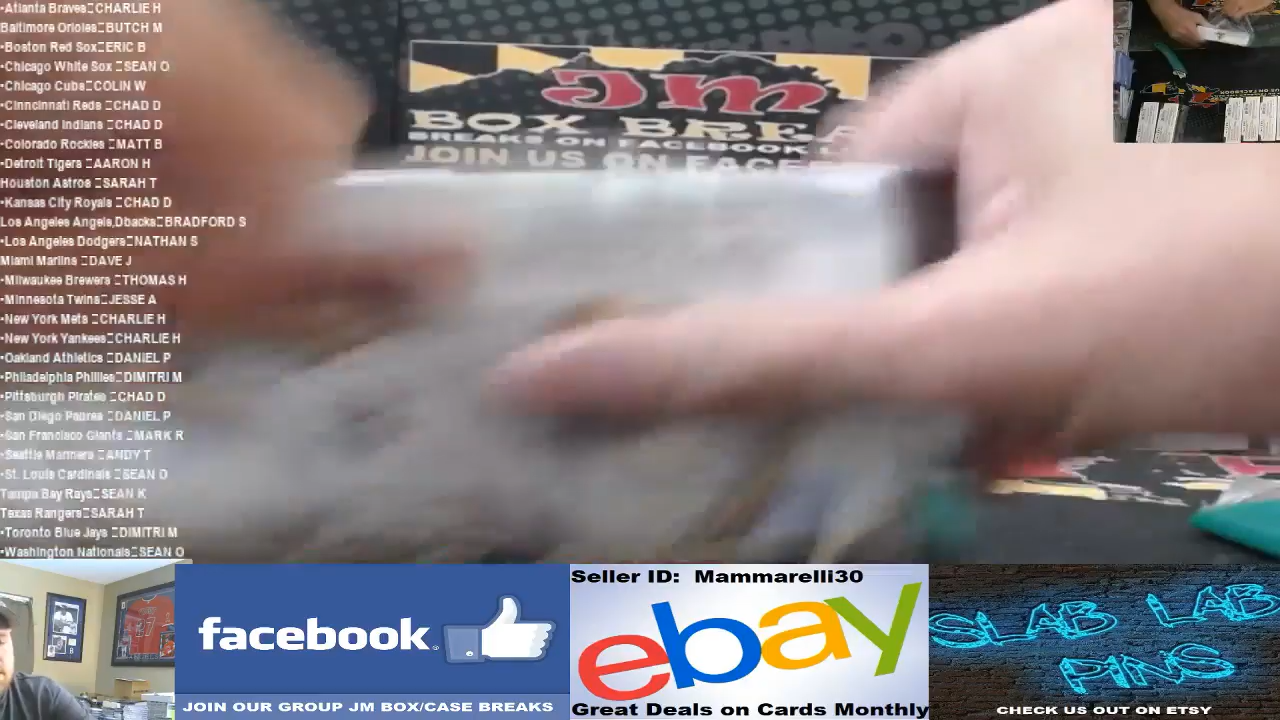 •Atlanta Braves CHARLIE H
Baltimore Orioles BUTCH M
•Boston Red Sox ERIC B
•Chicago White Sox SEAN O
•Chicago Cubs COLIN W
•Cinncinnati Reds CHAD D
•Cleveland Indians CHAD D
•Colorado Rockies MATT B
•Detroit Tigers AARON H
Houston Astros SARAH T
•Kansas City Royals CHAD D
Los Angeles Angels,Dbacks BRADFORD S
•Los Angeles Dodgers NATHAN S
Miami Marlins DAVE J
•Milwaukee Brewers THOMAS H
•Minnesota Twins JESSE A
•New York Mets CHARLIE H
•New York Yankees CHARLIE H
•Oakland Athletics DANIEL P
•Philadelphia Phillies DIMITRI M
•Pittsburgh Pirates CHAD D
•San Diego Padres DANIEL P
•San Francisco Giants MARK R
•Seattle Mariners ANDY T
•St. Louis Cardinals SEAN O
Tampa Bay Rays SEAN K
Texas Rangers SARAH T
•Toronto Blue Jays DIMITRI M
•Washington Nationals SEAN O
JM
BOX BREA
BREAKS ON FACEBOOK
JOIN US ON FACE
27
facebook
JOIN OUR GROUP JM BOX/CASE BREAKS
Seller ID: Mammarelli30
ebay
Great Deals on Cards Monthly
SLAB LAB
PINS
CHECK US OUT ON ETSY